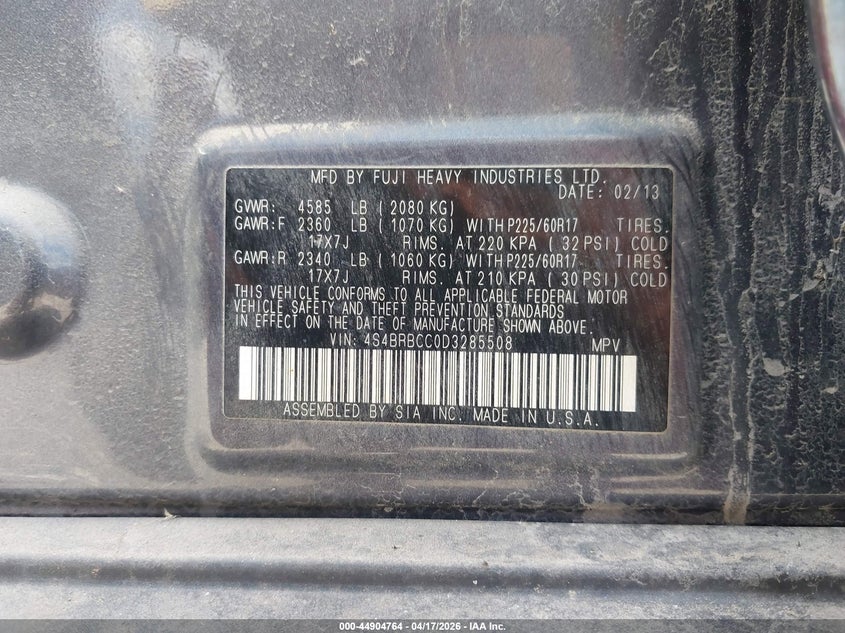 MFD BY FUJI HEAVY INDUSTRIES LTD.
DATE: 02/13
GVWR: 4585 LB ( 2080 KG)
GAWR:F 2360 LB ( 1070 KG) WITH P225/60R17 TIRES.
17X7J RIMS. AT 220 KPA ( 32 PSI) COLD
GAWR:R 2340 LB ( 1060 KG) WITH P225/60R17 TIRES.
17X7J RIMS. AT 210 KPA ( 30 PSI) COLD
THIS VEHICLE CONFORMS TO ALL APPLICABLE FEDERAL MOTOR
VEHICLE SAFETY AND THEFT PREVENTION STANDARDS
IN EFFECT ON THE DATE OF MANUFACTURE SHOWN ABOVE.
VIN: 4S4BRBCC0D3285508 MPV
ASSEMBLED BY SIA INC. MADE IN U.S.A.
000-44904764 - 04/17/2026 - IAA Inc.